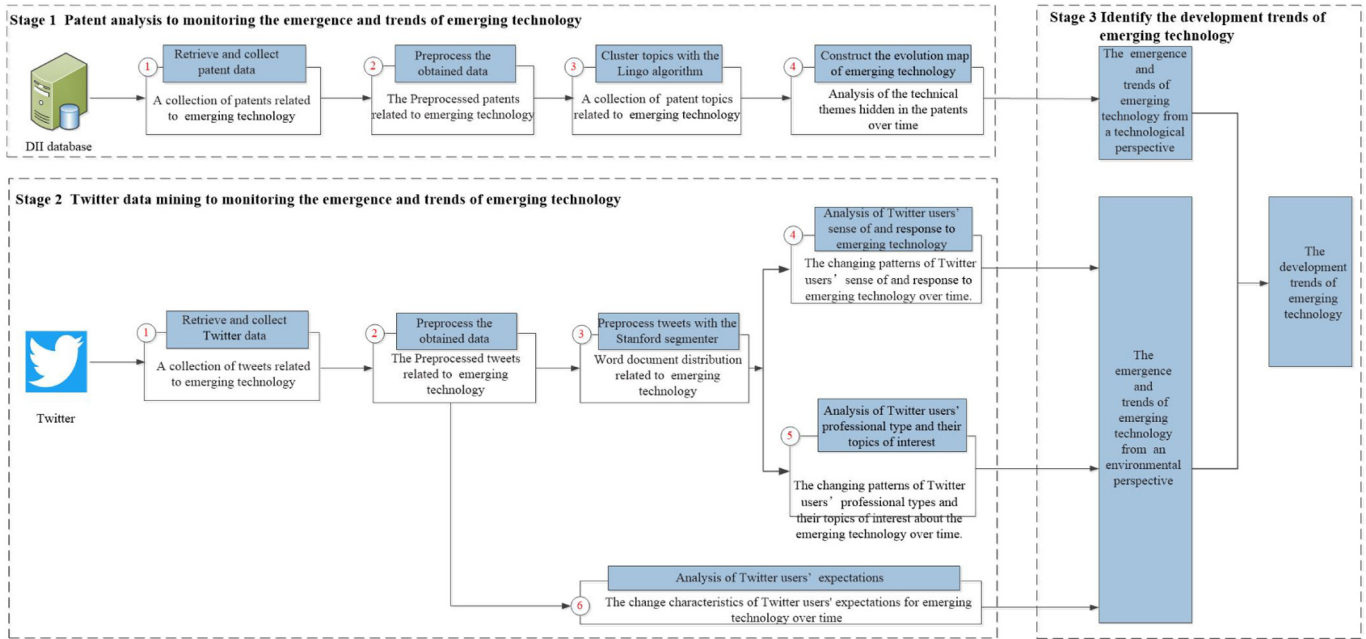 Stage 1 Patent analysis to monitoring the emergence and trends of emerging technology
1
Retrieve and collect
patent data
A collection of patents related
to emerging technology
2
Preprocess the
obtained data
The Preprocessed patents
related to emerging technology
3
Cluster topics with the
Lingo algorithm
A collection of patent topics
related to emerging technology
4
Construct the evolution map
of emerging technology
Analysis of the technical
themes hidden in the patents
over time
DII database
Stage 2 Twitter data mining to monitoring the emergence and trends of emerging technology
Twitter
1
Retrieve and collect
Twitter data
A collection of tweets related
to emerging technology
2
Preprocess the
obtained data
The Preprocessed tweets
related to emerging
technology
3
Preprocess tweets with the
Stanford segmenter
Word document distribution
related to emerging
technology
4
Analysis of Twitter users'
sense of and response to
emerging technology
The changing patterns of Twitter
users' sense of and response to
emerging technology over time.
5
Analysis of Twitter users'
professional type and their
topics of interest
The changing patterns of Twitter
users' professional types and
their topics of interest about the
emerging technology over time.
6
Analysis of Twitter users' expectations
The change characteristics of Twitter users' expectations for emerging
technology over time
Stage 3 Identify the development trends of
emerging technology
The emergence
and
trends of
emerging
technology from
a technological
perspective
The
emergence
and
trends of
emerging
technology
from an
environmental
perspective
The
development
trends of
emerging
technology